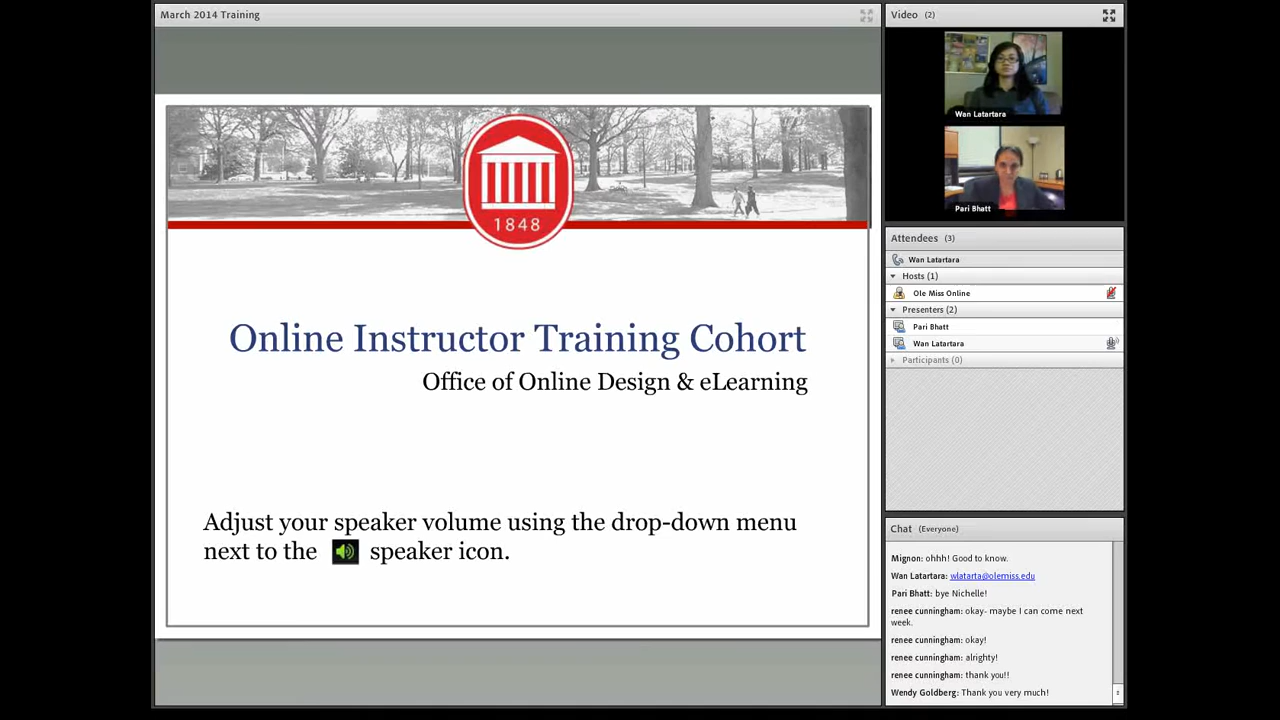 March 2014 Training
1848
Online Instructor Training Cohort
Office of Online Design & eLearning
Adjust your speaker volume using the drop-down menu
next to the speaker icon.
Video (2)
Wan Latartara
Pari Bhatt
Attendees (3)
Wan Latartara
Hosts (1)
Ole Miss Online
Presenters (2)
Pari Bhatt
Wan Latartara
Participants (0)
Chat (Everyone)
Mignon: ohhh! Good to know.
Wan Latartara: wlatarta@olemiss.edu
Pari Bhatt: bye Nichelle!
renee cunningham: okay- maybe I can come next
week.
renee cunningham: okay!
renee cunningham: alrighty!
renee cunningham: thank you!!
Wendy Goldberg: Thank you very much!